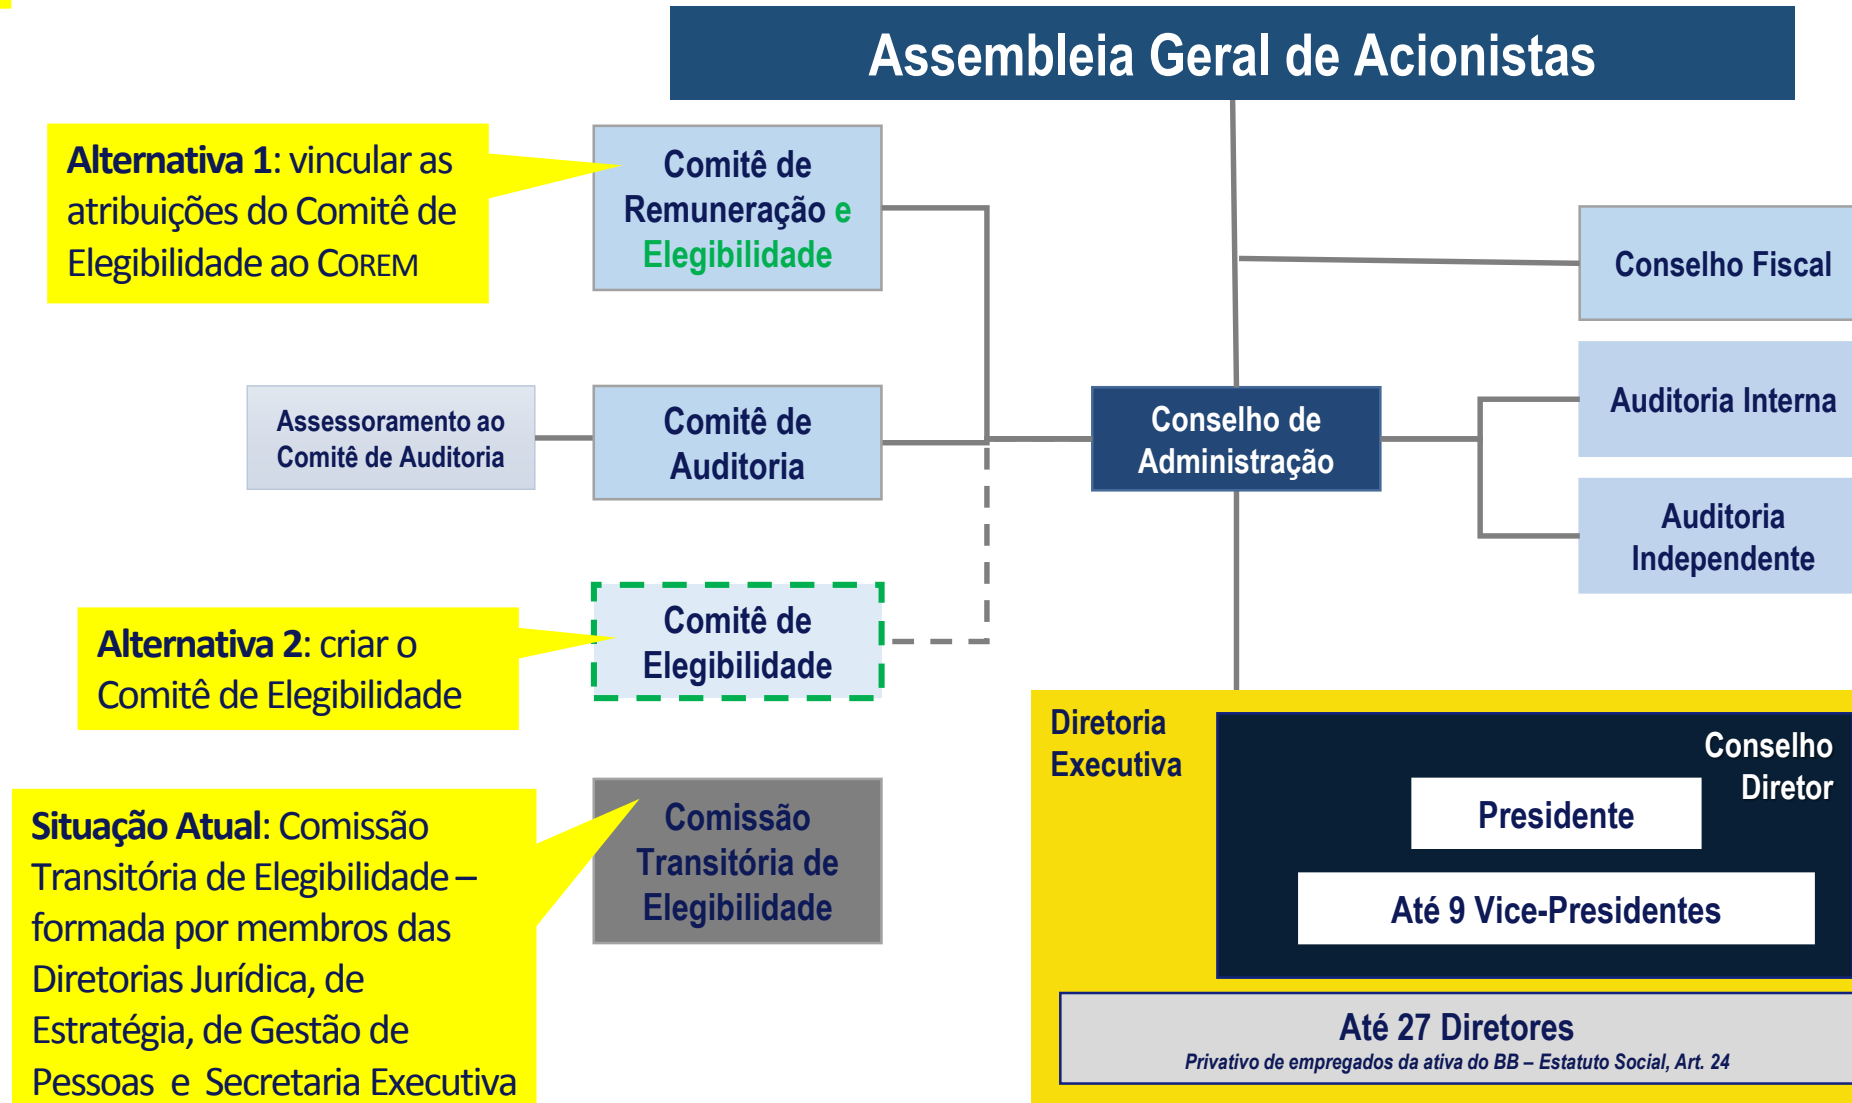 Assembleia Geral de Acionistas
Alternativa 1: vincular as
atribuições do Comitê de
Elegibilidade ao COREM
Comitê de
Remuneração e
Elegibilidade
Conselho Fiscal
Assessoramento ao
Comitê de Auditoria
Comitê de
Auditoria
Conselho de
Administração
Auditoria Interna
Auditoria
Independente
Alternativa 2: criar o
Comitê de Elegibilidade
Comitê de
Elegibilidade
Situação Atual: Comissão
Transitória de Elegibilidade –
formada por membros das
Diretorias Jurídica, de
Estratégia, de Gestão de
Pessoas e Secretaria Executiva
Comissão
Transitória de
Elegibilidade
Diretoria
Executiva
Conselho
Diretor
Presidente
Até 9 Vice-Presidentes
Até 27 Diretores
Privativo de empregados da ativa do BB – Estatuto Social, Art. 24